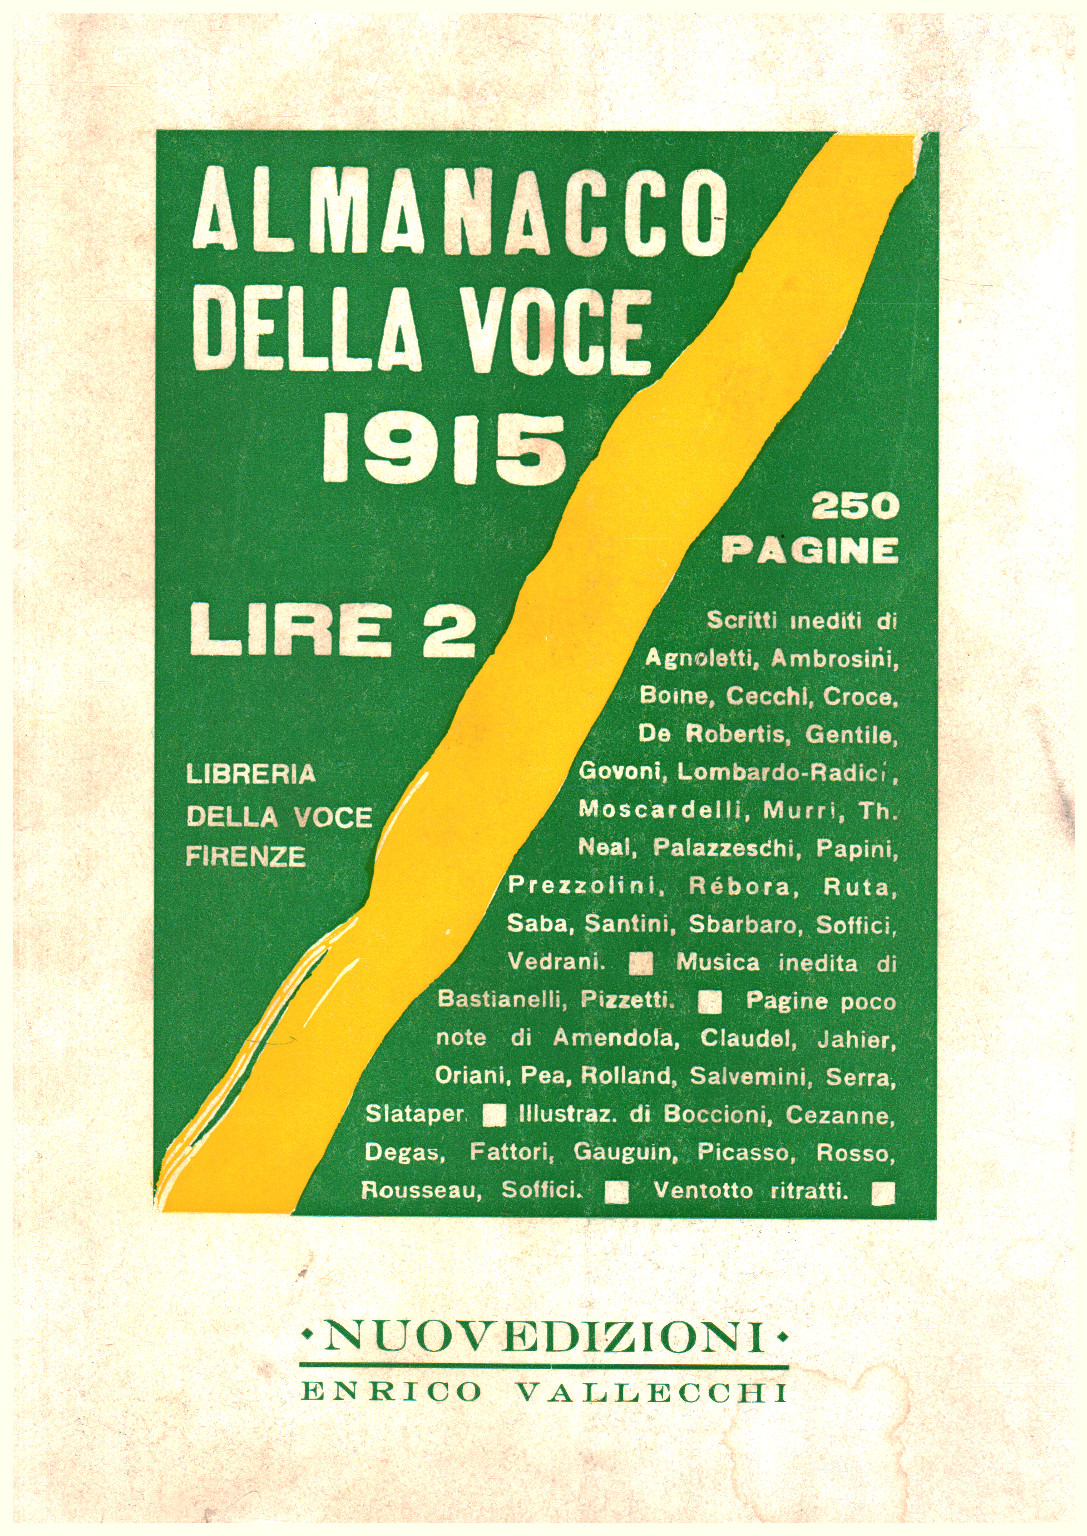 ALMANACCO
DELLA VOCE
1915
LIRE 2
LIBRERIA
DELLA VOCE
FIRENZE
250
PAGINE
Scritti inediti di
Agnoletti, Ambrosini,
Boine, Cecchi, Croce,
De Robertis, Gentile,
Govoni, Lombardo-Radici,
Moscardelli, Murri, Th.
Neal, Palazzeschi, Papini,
Prezzolini, Rébora, Ruta,
Saba, Santini, Sbarbaro, Soffici,
Vedrani. ■ Musica inedita di
Bastianelli, Pizzetti. ■ Pagine poco
note di Amendola, Claudel, Jahier,
Oriani, Pea, Rolland, Salvemini, Serra,
Slataper. ■ Illustraz. di Boccioni, Cezanne,
Degas, Fattori, Gauguin, Picasso, Rosso,
Rousseau, Soffici. ■ Ventotto ritratti. ■
·NUOVEDIZIONI·
ENRICO VALLECCHI